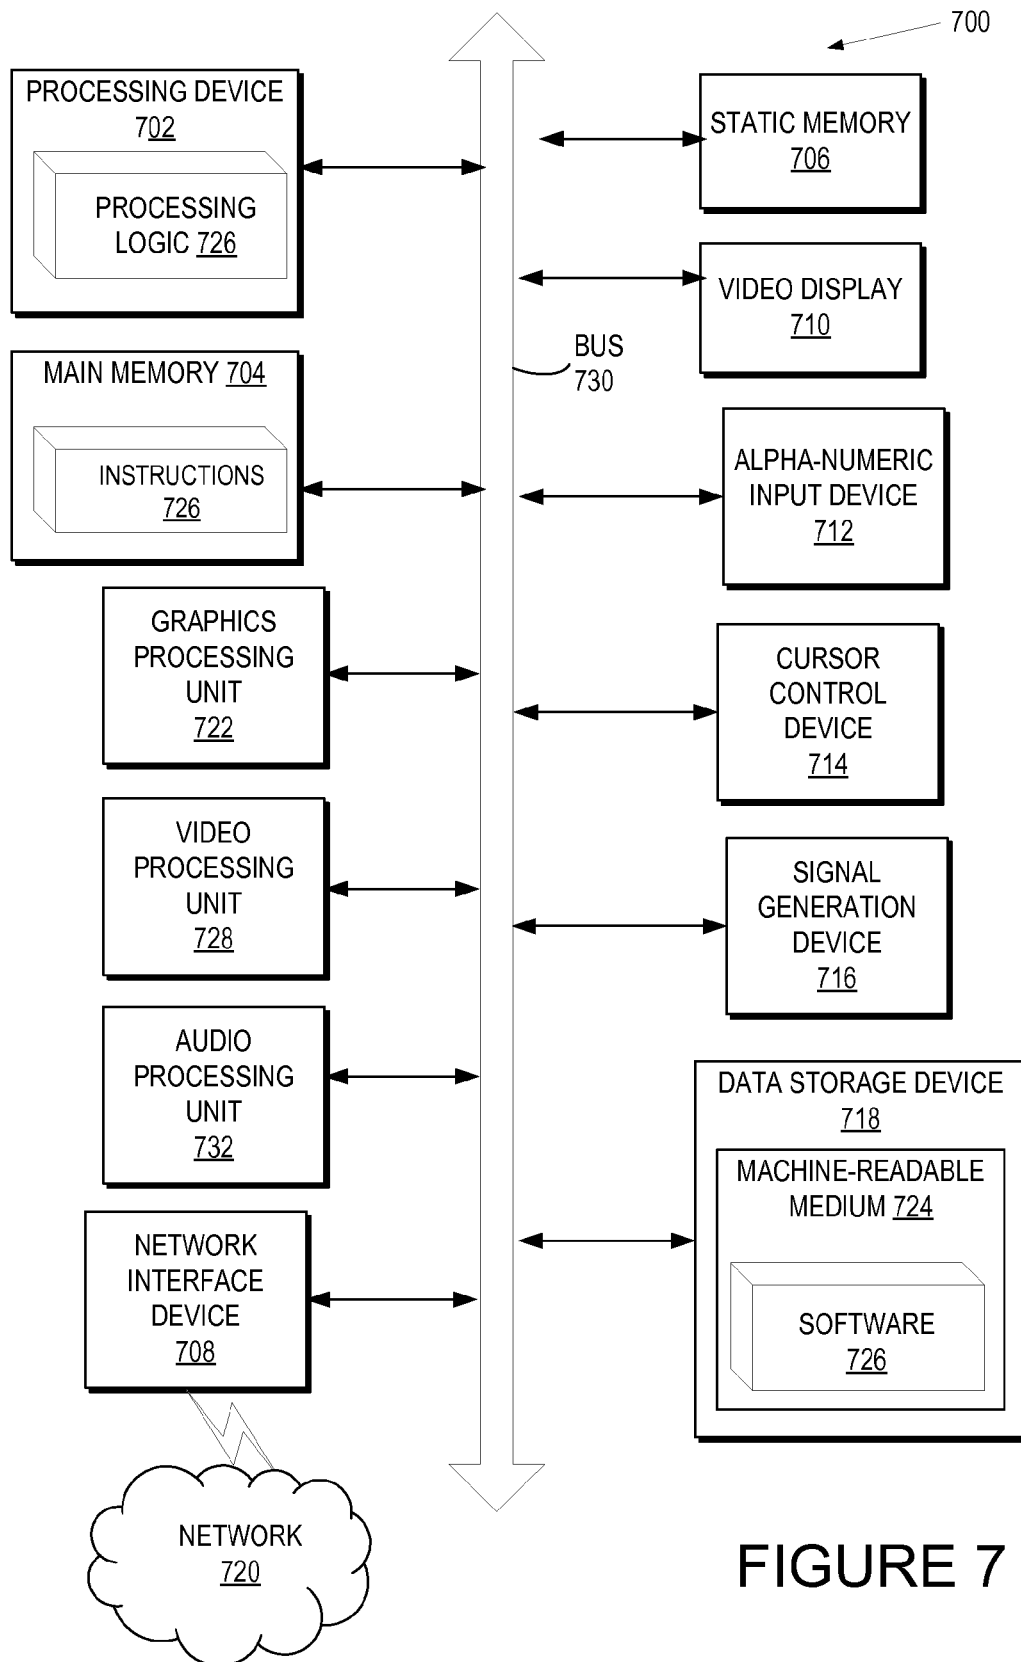 700
PROCESSING DEVICE
702
PROCESSING
LOGIC 726
MAIN MEMORY 704
INSTRUCTIONS
726
GRAPHICS
PROCESSING
UNIT
722
VIDEO
PROCESSING
UNIT
728
AUDIO
PROCESSING
UNIT
732
NETWORK
INTERFACE
DEVICE
708
NETWORK
720
BUS
730
STATIC MEMORY
706
VIDEO DISPLAY
710
ALPHA-NUMERIC
INPUT DEVICE
712
CURSOR
CONTROL
DEVICE
714
SIGNAL
GENERATION
DEVICE
716
DATA STORAGE DEVICE
718
MACHINE-READABLE
MEDIUM 724
SOFTWARE
726
FIGURE 7